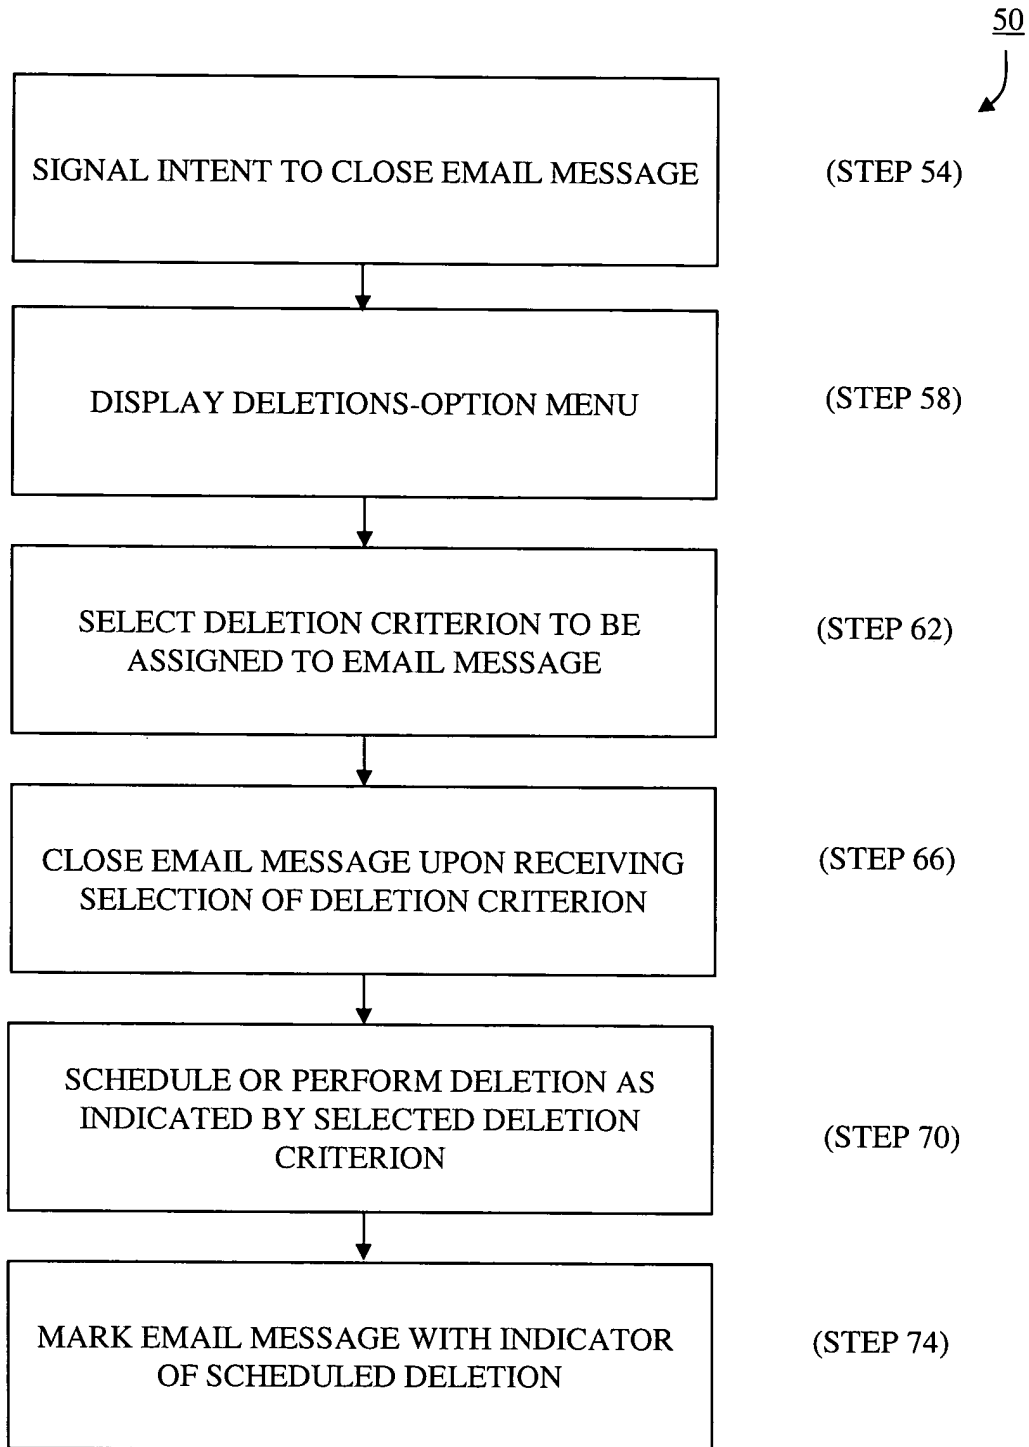 50
SIGNAL INTENT TO CLOSE EMAIL MESSAGE
(STEP 54)
DISPLAY DELETIONS-OPTION MENU
(STEP 58)
SELECT DELETION CRITERION TO BE
ASSIGNED TO EMAIL MESSAGE
(STEP 62)
CLOSE EMAIL MESSAGE UPON RECEIVING
SELECTION OF DELETION CRITERION
(STEP 66)
SCHEDULE OR PERFORM DELETION AS
INDICATED BY SELECTED DELETION
CRITERION
(STEP 70)
MARK EMAIL MESSAGE WITH INDICATOR
OF SCHEDULED DELETION
(STEP 74)